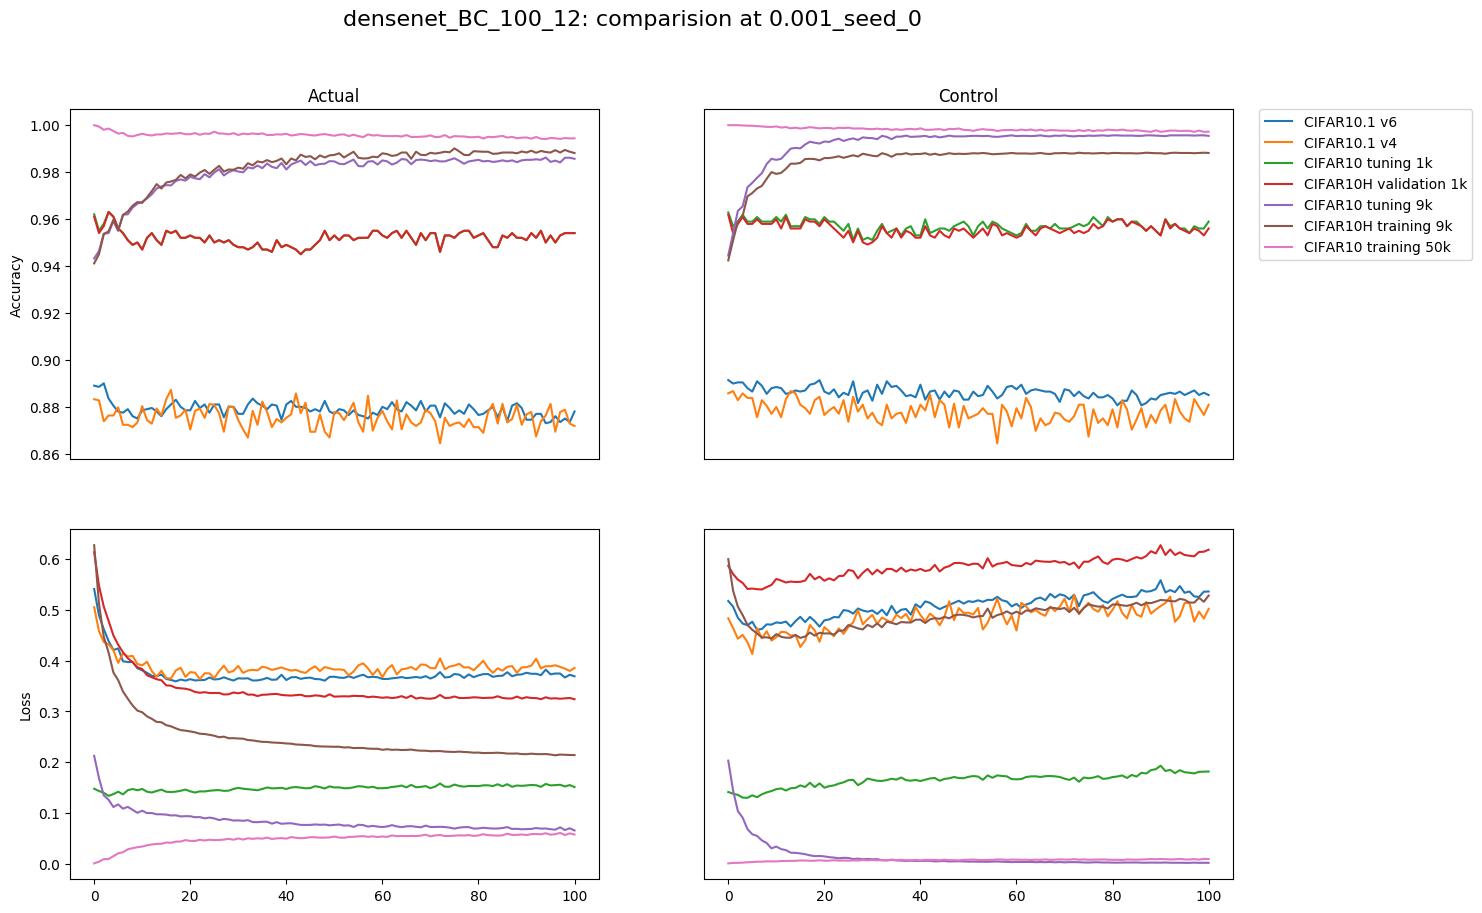 densenet_BC_100_12: comparision at 0.001_seed_0
Actual
Control
1.00
0.98
0.96
0.94
0.92
0.90
0.88
0.86
Accuracy
CIFAR10.1 v6
CIFAR10.1 v4
CIFAR10 tuning 1k
CIFAR10H validation 1k
CIFAR10 tuning 9k
CIFAR10H training 9k
CIFAR10 training 50k
0.6
0.5
0.4
0.3
0.2
0.1
0.0
Loss
0 20 40 60 80 100
0 20 40 60 80 100